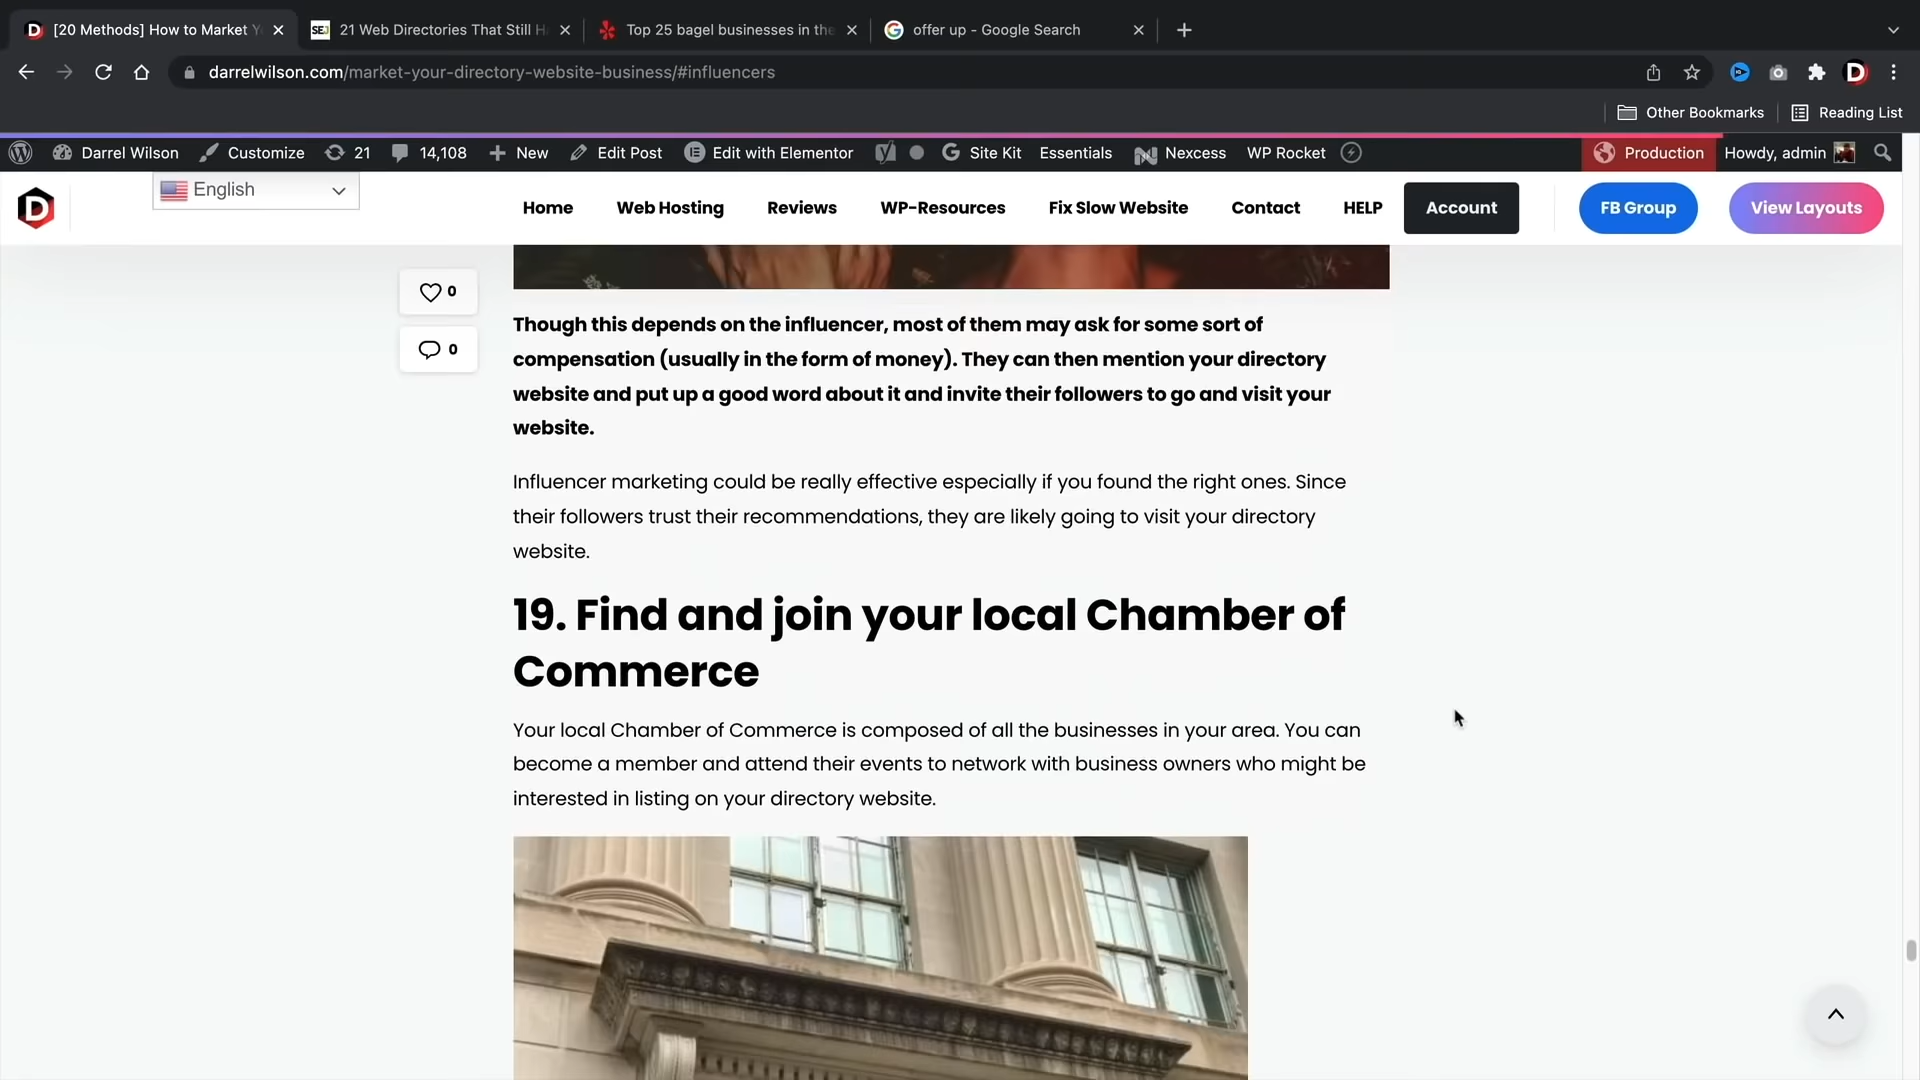 [20 Methods] How to Market Y
21 Web Directories That Still H
Top 25 bagel businesses in the
offer up - Google Search
darrelwilson.com/market-your-directory-website-business/#influencers
Other Bookmarks
Reading List
Darrel Wilson
Customize
21
14,108
New
Edit Post
Edit with Elementor
Site Kit
Essentials
Nexcess
WP Rocket
Production
Howdy, admin
English
Home
Web Hosting
Reviews
WP-Resources
Fix Slow Website
Contact
HELP
Account
FB Group
View Layouts
0
0
Though this depends on the influencer, most of them may ask for some sort of
compensation (usually in the form of money). They can then mention your directory
website and put up a good word about it and invite their followers to go and visit your
website.
Influencer marketing could be really effective especially if you found the right ones. Since
their followers trust their recommendations, they are likely going to visit your directory
website.
19. Find and join your local Chamber of
Commerce
Your local Chamber of Commerce is composed of all the businesses in your area. You can
become a member and attend their events to network with business owners who might be
interested in listing on your directory website.